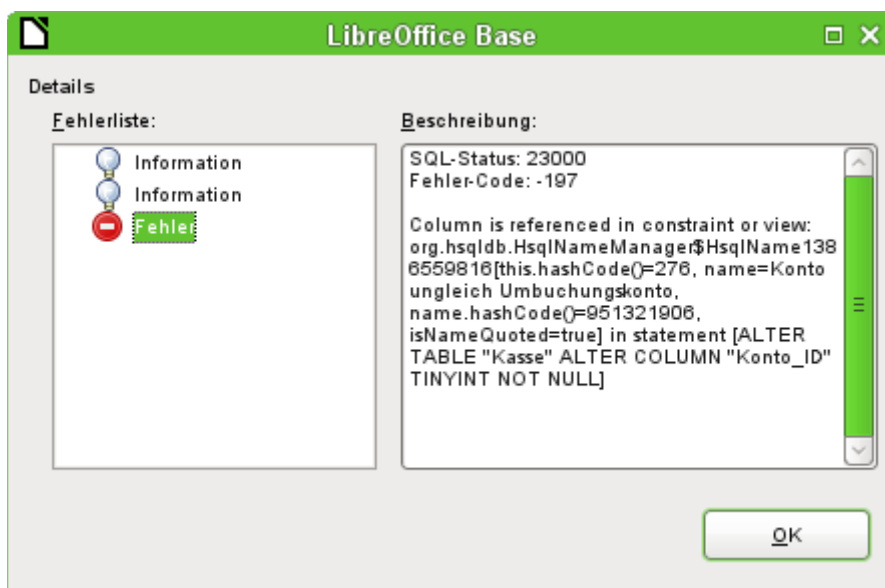 LibreOffice Base
Details
Fehlerliste:
Beschreibung:
Information
Information
Fehler
SQL-Status: 23000
Fehler-Code: -197
Column is referenced in constraint or view:
org.hsqldb.HsqlNameManager$HsqlName138
6559816[this.hashCode()=276, name=Konto
ungleich Umbuchungskonto,
name.hashCode()=951321906,
isNameQuoted=true] in statement [ALTER
TABLE "Kasse" ALTER COLUMN "Konto_ID"
TINYINT NOT NULL]
OK